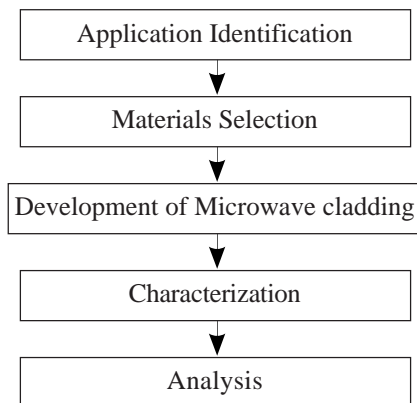 Application Identification
Materials Selection
Development of Microwave cladding
Characterization
Analysis